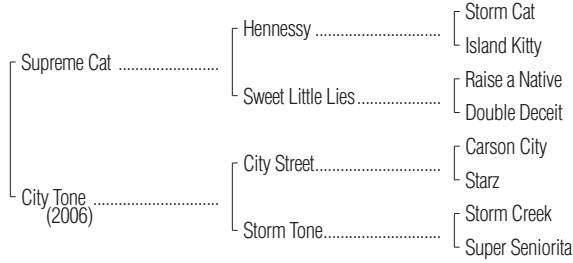 Storm Cat
Hennessy
Island Kitty
Supreme Cat
Raise a Native
Sweet Little Lies
Double Deceit
Carson City
City Street
Starz
City Tone
(2006)
Storm Creek
Storm Tone
Super Seniorita